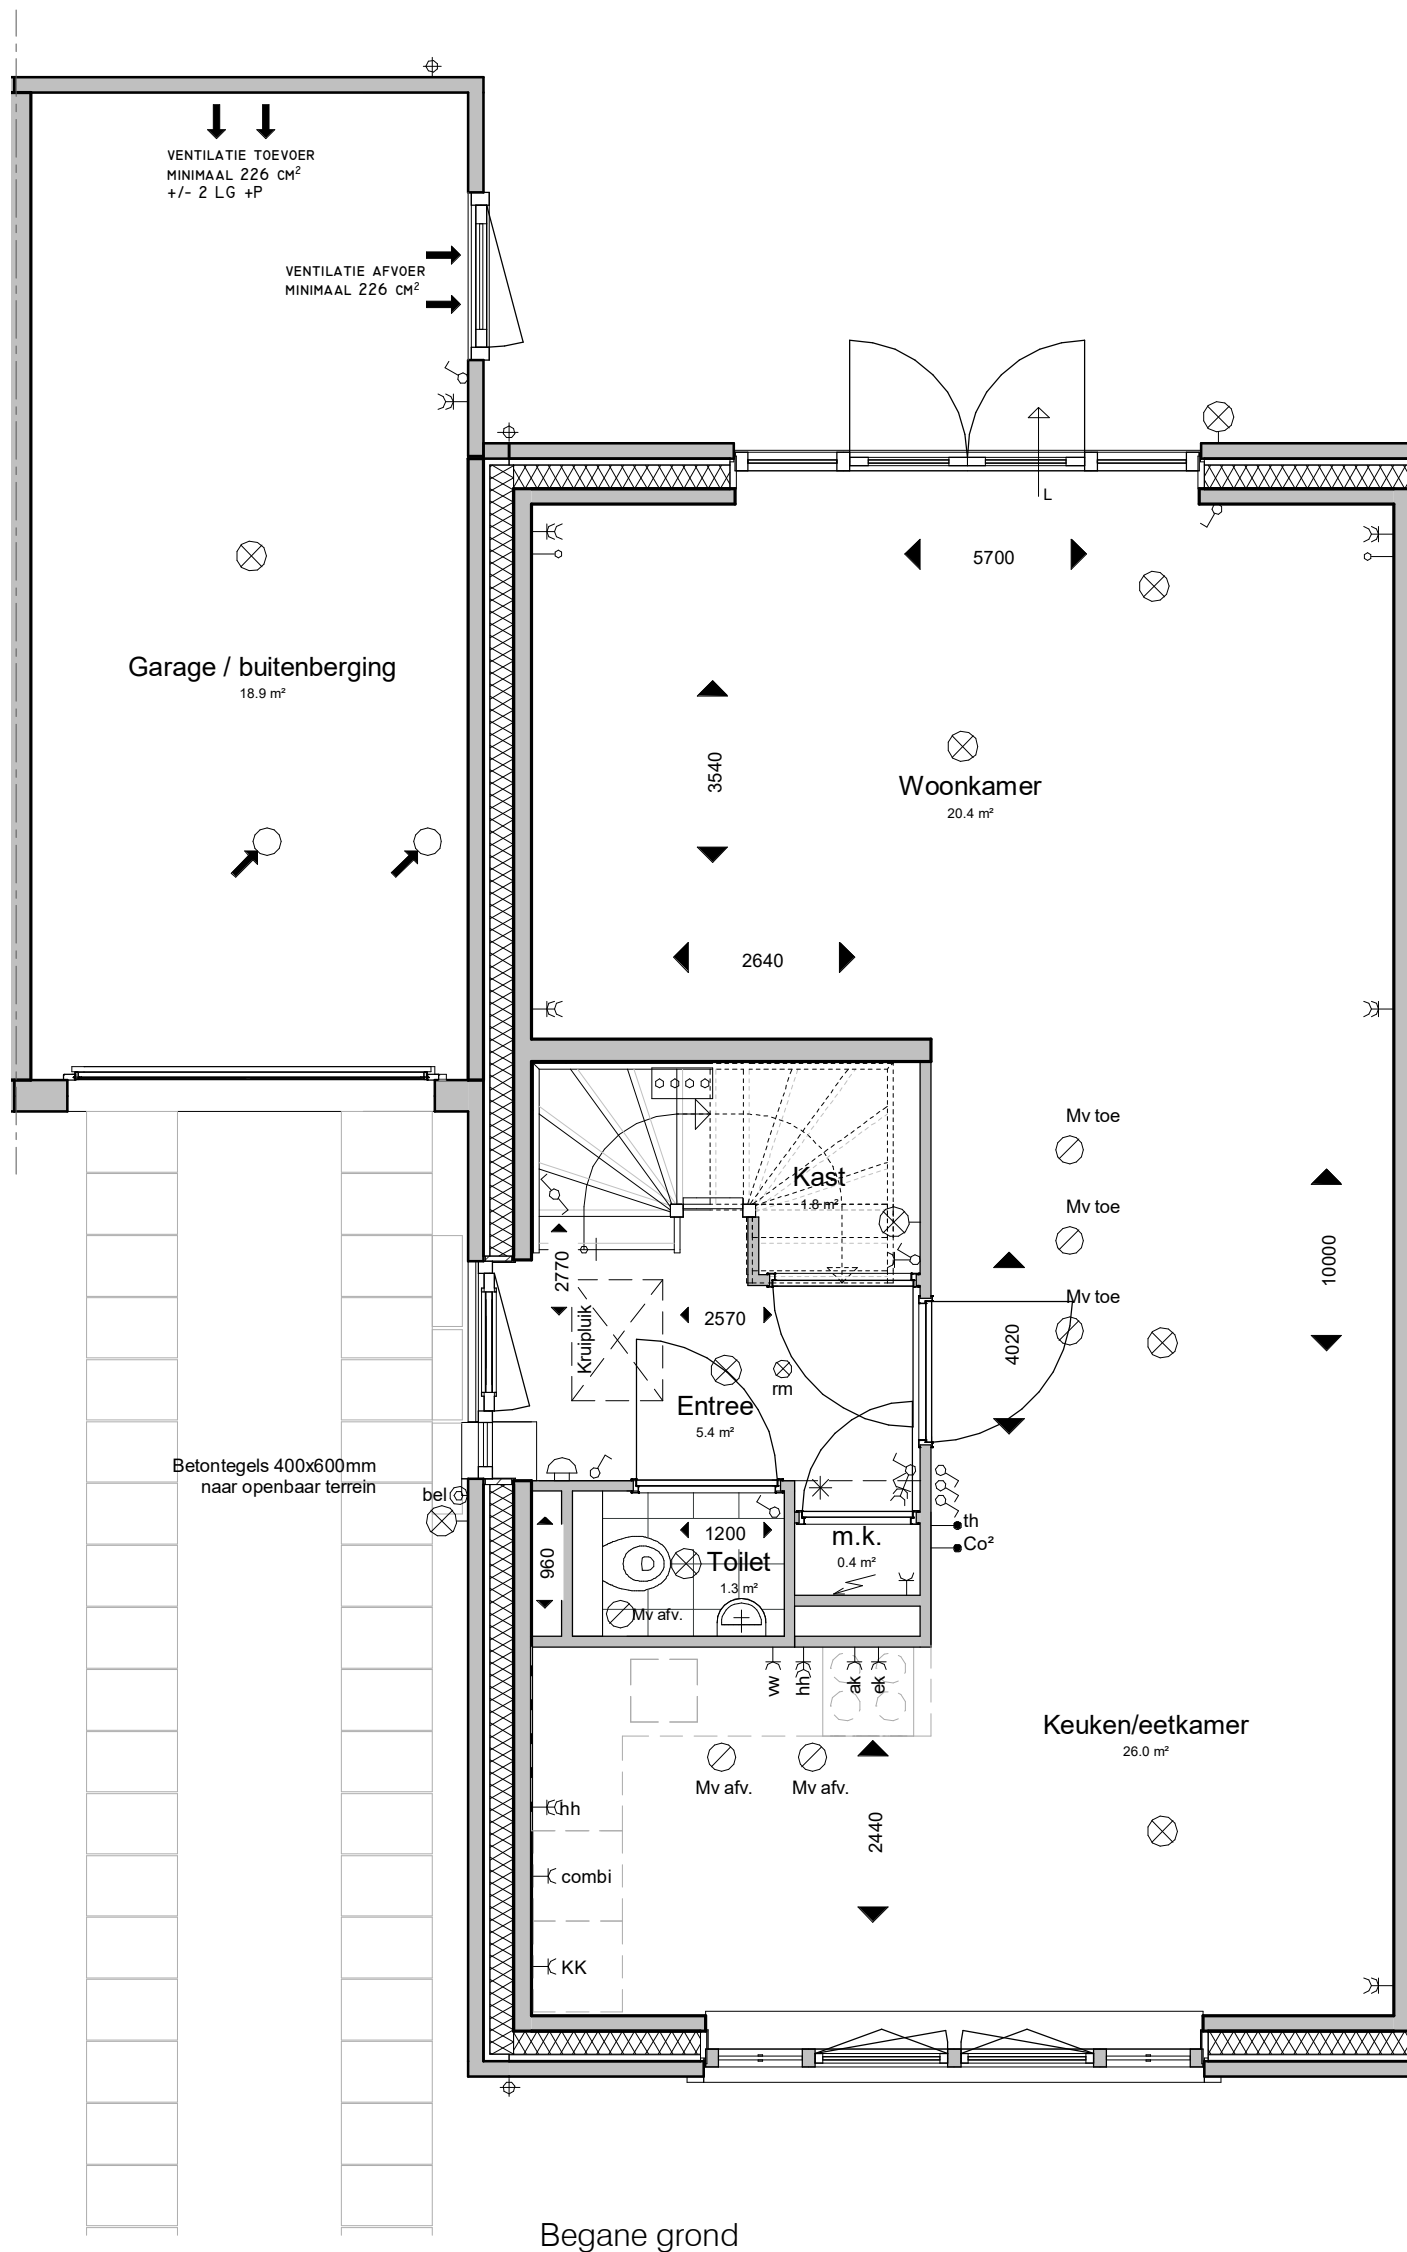 VENTILATIE TOEVOER
MINIMAAL 226 CM²
+/- 2 LG +P
VENTILATIE AFVOER
MINIMAAL 226 CM²
L
5700
Garage / buitenberging
18.9 m²
3540
Woonkamer
20.4 m²
2640
Mv toe
Kast
1.8 m²
Mv toe
2770
10000
Mv toe
2570
Kruipluik
4020
rm
Entree
5.4 m²
Betontegels 400x600mm
naar openbaar terrein
bel
th
Co²
960
1200
Toilet
1.3 m²
m.k.
0.4 m²
Mv afv.
vw
hh
ak
ek
Keuken/eetkamer
26.0 m²
Mv afv.
Mv afv.
hh
2440
combi
KK
Begane grond